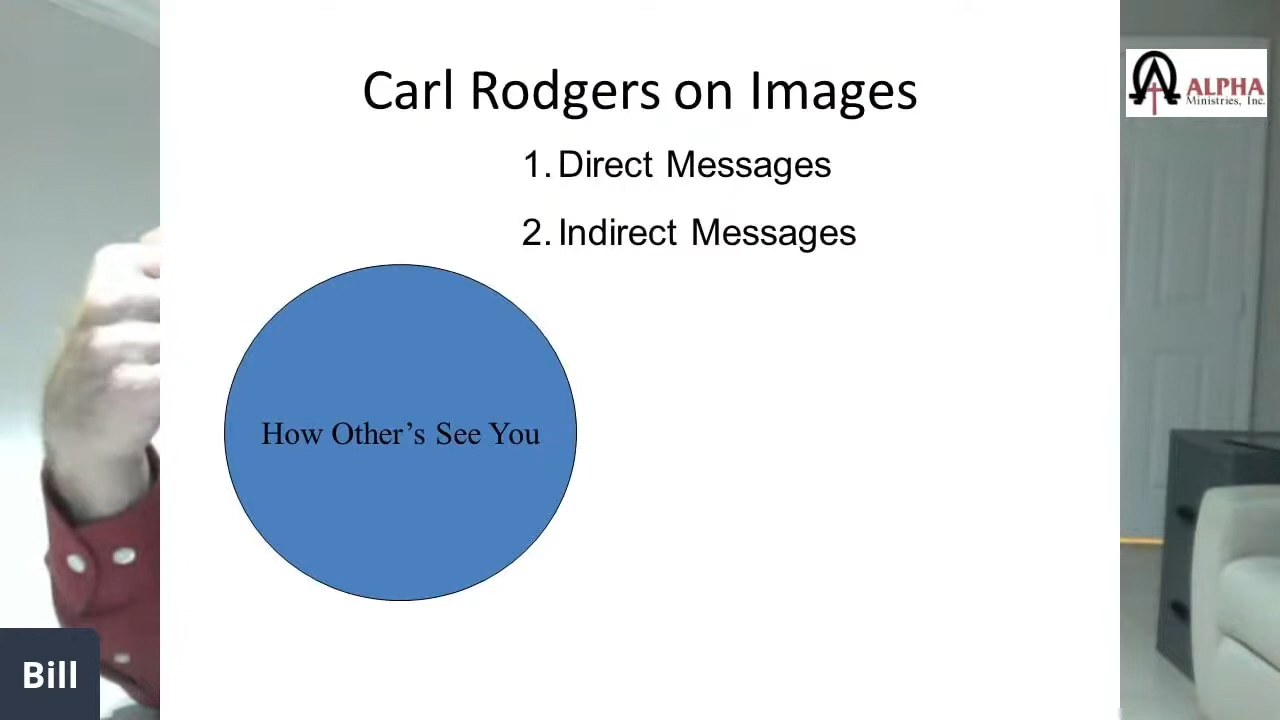 Carl Rodgers on Images
ALPHA
Ministries, Inc.
1. Direct Messages
2. Indirect Messages
How Other’s See You
Bill